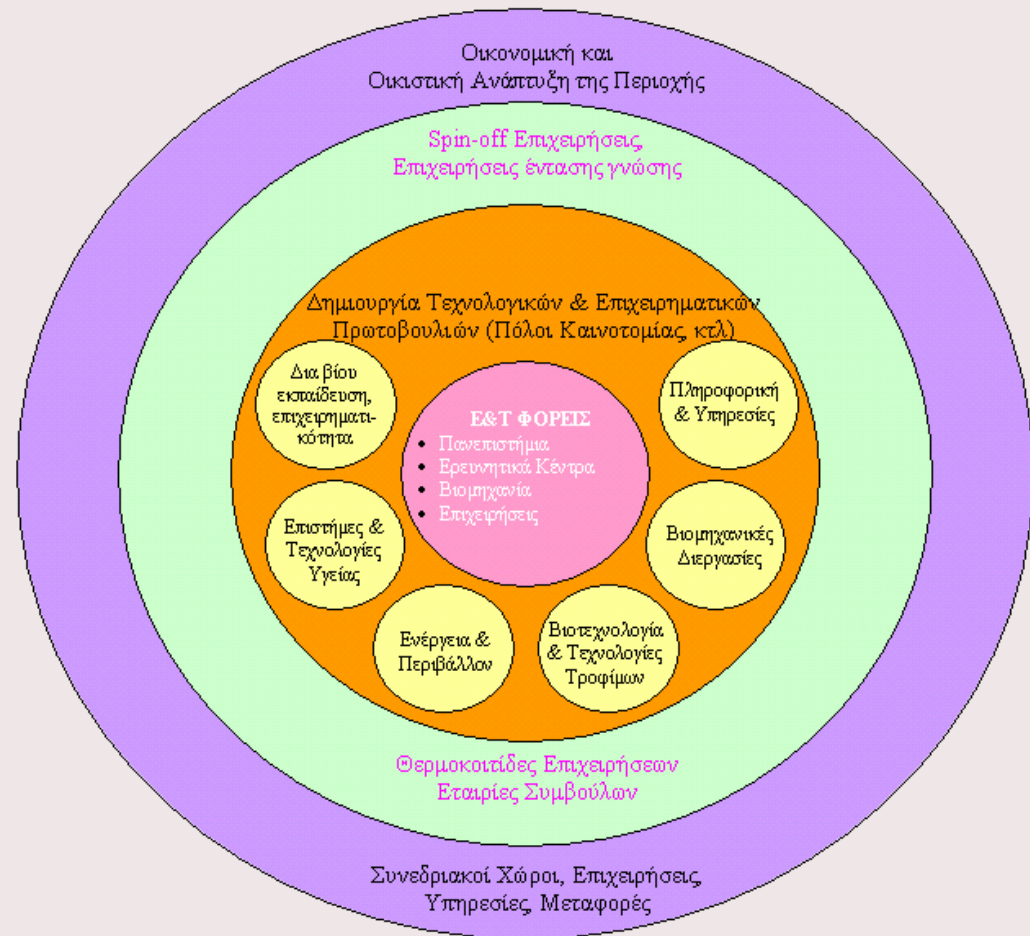 Οικονομική και
Οικιστική Ανάπτυξη της Περιοχής
Spin-off Επιχειρήσεις,
Επιχειρήσεις έντασης γνώσης
Δημιουργία Τεχνολογικών & Επιχειρηματικών
Πρωτοβουλιών (Πόλοι Καινοτομίας, κτλ)
Δια βίου
εκπαίδευση,
επιχειρηματι-
κότητα
Πληροφορική
& Υπηρεσίες
Ε&Τ ΦΟΡΕΙΣ
• Πανεπιστήμια
• Ερευνητικά Κέντρα
• Βιομηχανία
• Επιχειρήσεις
Επιστήμες &
Τεχνολογίες
Υγείας
Βιομηχανικές
Διεργασίες
Ενέργεια &
Περιβάλλον
Βιοτεχνολογία
& Τεχνολογίες
Τροφίμων
Θερμοκοιτίδες Επιχειρήσεων
Εταιρίες Συμβούλων
Συνεδριακοί Χώροι, Επιχειρήσεις,
Υπηρεσίες, Μεταφορές